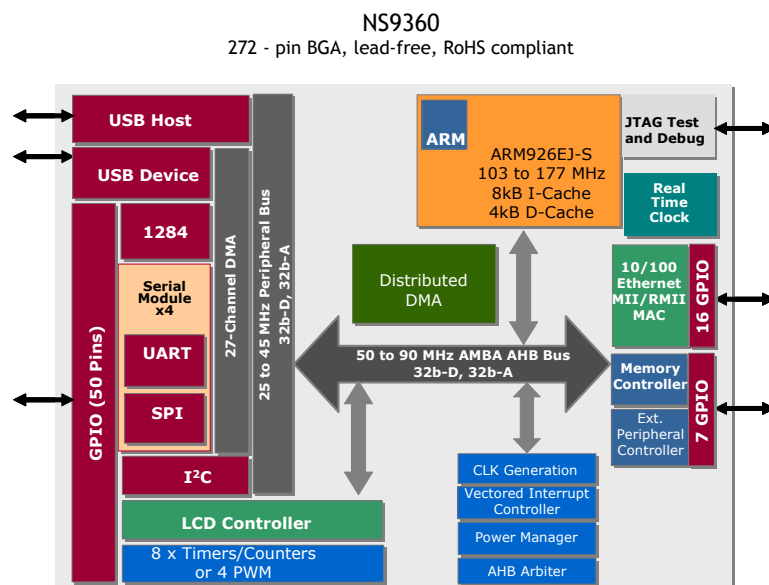 NS9360
272 - pin BGA, lead-free, RoHS compliant
USB Host
USB Device
1284
Serial
Module
x4
UART
SPI
I²C
GPIO (50 Pins)
27-Channel DMA
25 to 45 MHz Peripheral Bus
32b-D, 32b-A
LCD Controller
8 x Timers/Counters
or 4 PWM
ARM
ARM926EJ-S
103 to 177 MHz
8kB I-Cache
4kB D-Cache
JTAG Test
and Debug
Real
Time
Clock
Distributed
DMA
10/100
Ethernet
MII/RMII
MAC
16 GPIO
50 to 90 MHz AMBA AHB Bus
32b-D, 32b-A
Memory
Controller
Ext.
Peripheral
Controller
7 GPIO
CLK Generation
Vectored Interrupt
Controller
Power Manager
AHB Arbiter